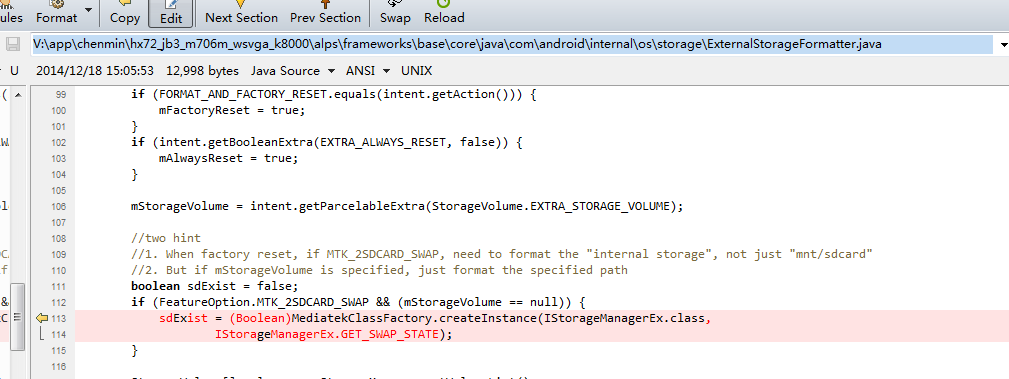 ules Format Copy Edit Next Section Prev Section Swap Reload
V:\app\chenmin\hx72_jb3_m706m_wsvga_k8000\alps\frameworks\base\core\java\com\android\internal\os\storage\ExternalStorageFormatter.java
U 2014/12/18 15:05:53 12,998 bytes Java Source ANSI UNIX
99 if (FORMAT_AND_FACTORY_RESET.equals(intent.getAction())) {
100 mFactoryReset = true;
101 }
102 if (intent.getBooleanExtra(EXTRA_ALWAYS_RESET, false)) {
103 mAlwaysReset = true;
104 }
105
106 mStorageVolume = intent.getParcelableExtra(StorageVolume.EXTRA_STORAGE_VOLUME);
107
108 //two hint
109 //1. When factory reset, if MTK_2SDCARD_SWAP, need to format the "internal storage", not just "mnt/sdcard"
110 //2. But if mStorageVolume is specified, just format the specified path
111 boolean sdExist = false;
112 if (FeatureOption.MTK_2SDCARD_SWAP && (mStorageVolume == null)) {
113 sdExist = (Boolean)MediatekClassFactory.createInstance(IStorageManagerEx.class,
114 IStorageManagerEx.GET_SWAP_STATE);
115 }
116